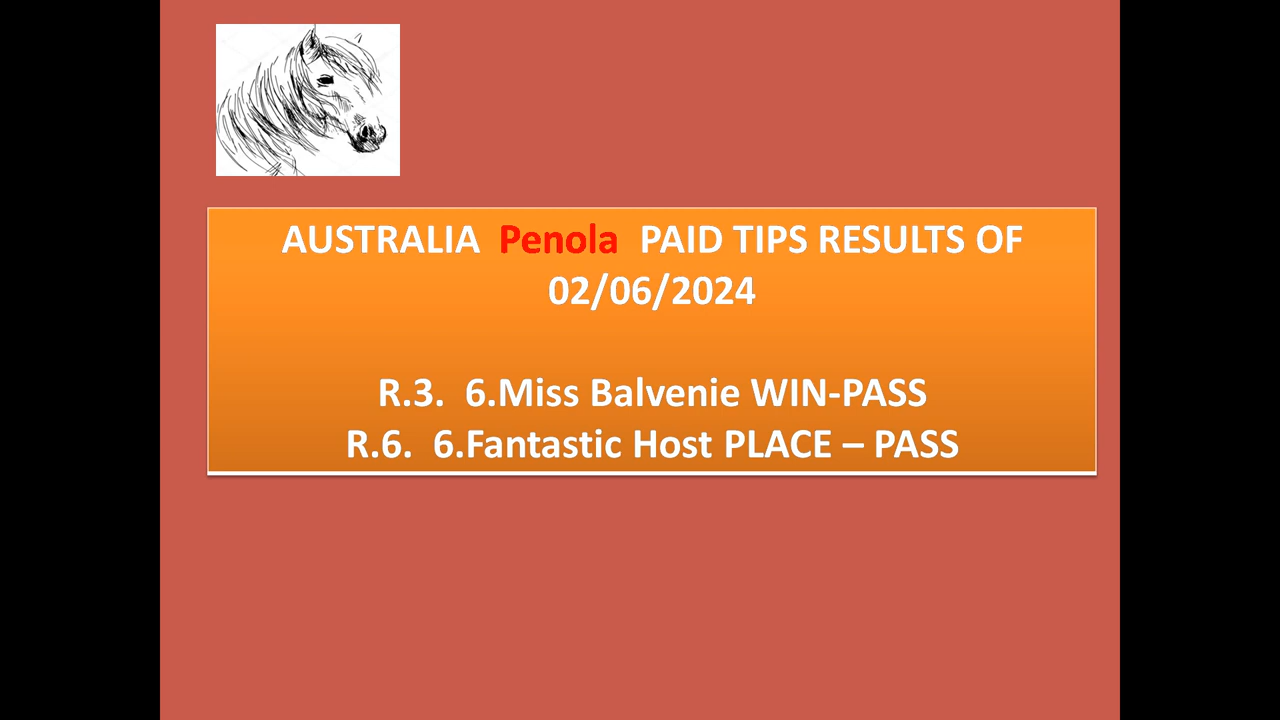 AUSTRALIA Penola PAID TIPS RESULTS OF
02/06/2024
R.3. 6.Miss Balvenie WIN-PASS
R.6. 6.Fantastic Host PLACE – PASS